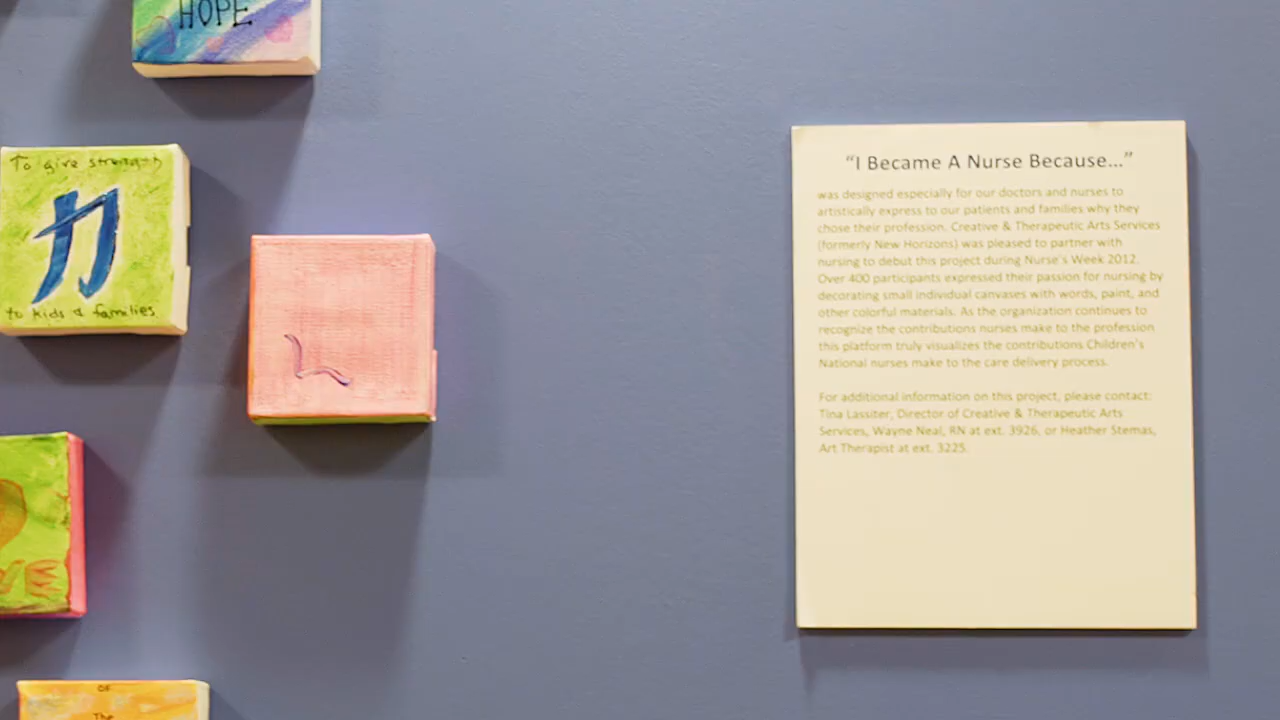 HOPE
To give strength
力
to kids & families
OF
The
"I Became A Nurse Because..."
was designed especially for our doctors and nurses to
artistically express to our patients and families why they
chose their profession. Creative & Therapeutic Arts Services
(formerly New Horizons) was pleased to partner with
nursing to debut this project during Nurse's Week 2012.
Over 400 participants expressed their passion for nursing by
decorating small individual canvases with words, paint, and
other colorful materials. As the organization continues to
recognize the contributions nurses make to the profession
this platform truly visualizes the contributions Children's
National nurses make to the care delivery process.
For additional information on this project, please contact:
Tina Lassiter, Director of Creative & Therapeutic Arts
Services, Wayne Neal, RN at ext. 3926, or Heather Stemas,
Art Therapist at ext. 3225.